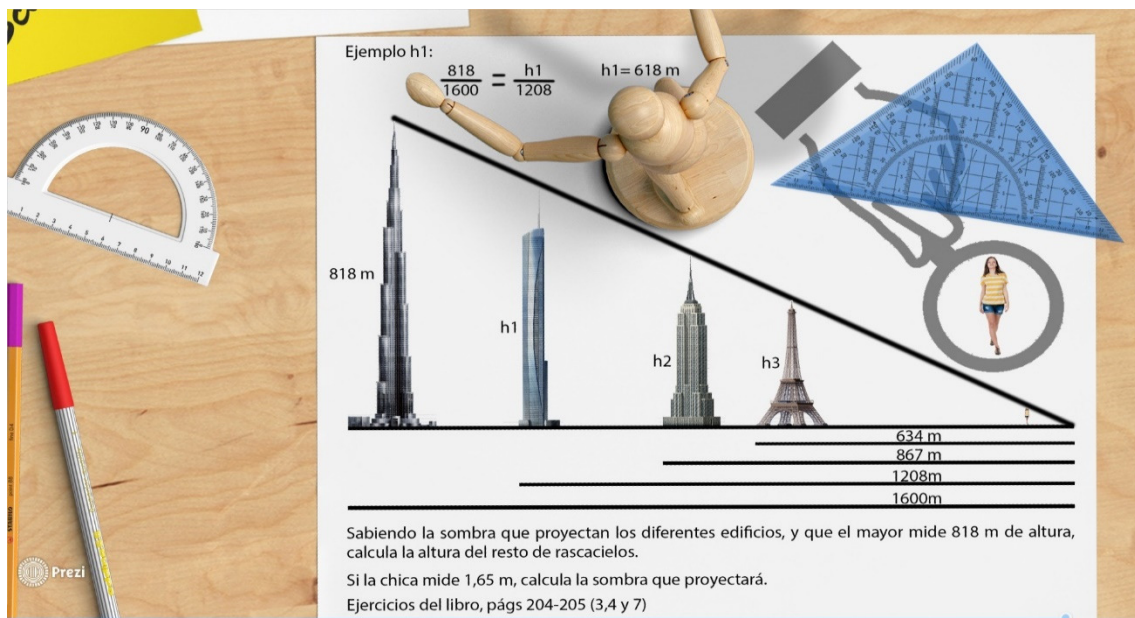 Ejemplo h1:
818
1600
=
h1
1208
h1= 618 m
818 m
h1
h2
h3
634 m
867 m
1208m
1600m
Sabiendo la sombra que proyectan los diferentes edificios, y que el mayor mide 818 m de altura,
calcula la altura del resto de rascacielos.
Si la chica mide 1,65 m, calcula la sombra que proyectará.
Ejercicios del libro, págs 204-205 (3,4 y 7)
Prezi